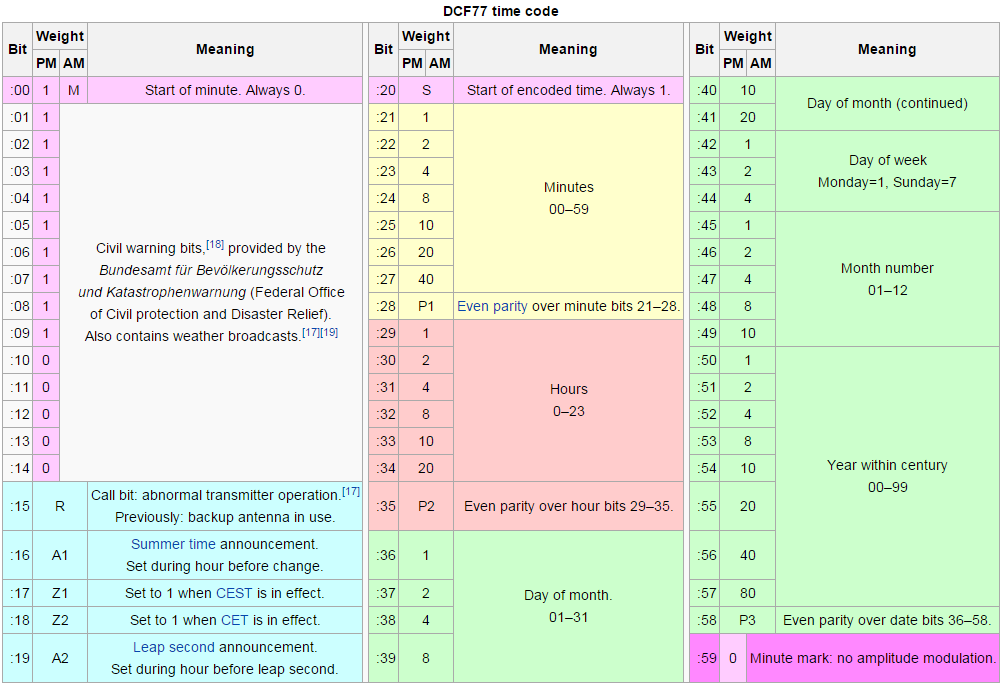 DCF77 time code
Bit Weight Meaning
PM AM
:00 1 M Start of minute. Always 0.
:01 1 Civil warning bits,[18] provided by the
Bundesamt für Bevölkerungsschutz
und Katastrophenwarnung (Federal Office
of Civil protection and Disaster Relief).
Also contains weather broadcasts.[17][19]
:02 1
:03 1
:04 1
:05 1
:06 1
:07 1
:08 1
:09 1
:10 0
:11 0
:12 0
:13 0
:14 0
:15 R Call bit: abnormal transmitter operation.[17]
Previously: backup antenna in use.
:16 A1 Summer time announcement.
Set during hour before change.
:17 Z1 Set to 1 when CEST is in effect.
:18 Z2 Set to 1 when CET is in effect.
:19 A2 Leap second announcement.
Set during hour before leap second.
Bit Weight Meaning
PM AM
:20 S Start of encoded time. Always 1.
:21 1 Minutes
00–59
:22 2
:23 4
:24 8
:25 10
:26 20
:27 40
:28 P1 Even parity over minute bits 21–28.
:29 1 Hours
0–23
:30 2
:31 4
:32 8
:33 10
:34 20
:35 P2 Even parity over hour bits 29–35.
:36 1 Day of month.
01–31
:37 2
:38 4
:39 8
Bit Weight Meaning
PM AM
:40 10 Day of month (continued)
:41 20
:42 1 Day of week
Monday=1, Sunday=7
:43 2
:44 4
:45 1 Month number
01–12
:46 2
:47 4
:48 8
:49 10
:50 1 Year within century
00–99
:51 2
:52 4
:53 8
:54 10
:55 20
:56 40
:57 80
:58 P3 Even parity over date bits 36–58.
:59 0 Minute mark: no amplitude modulation.